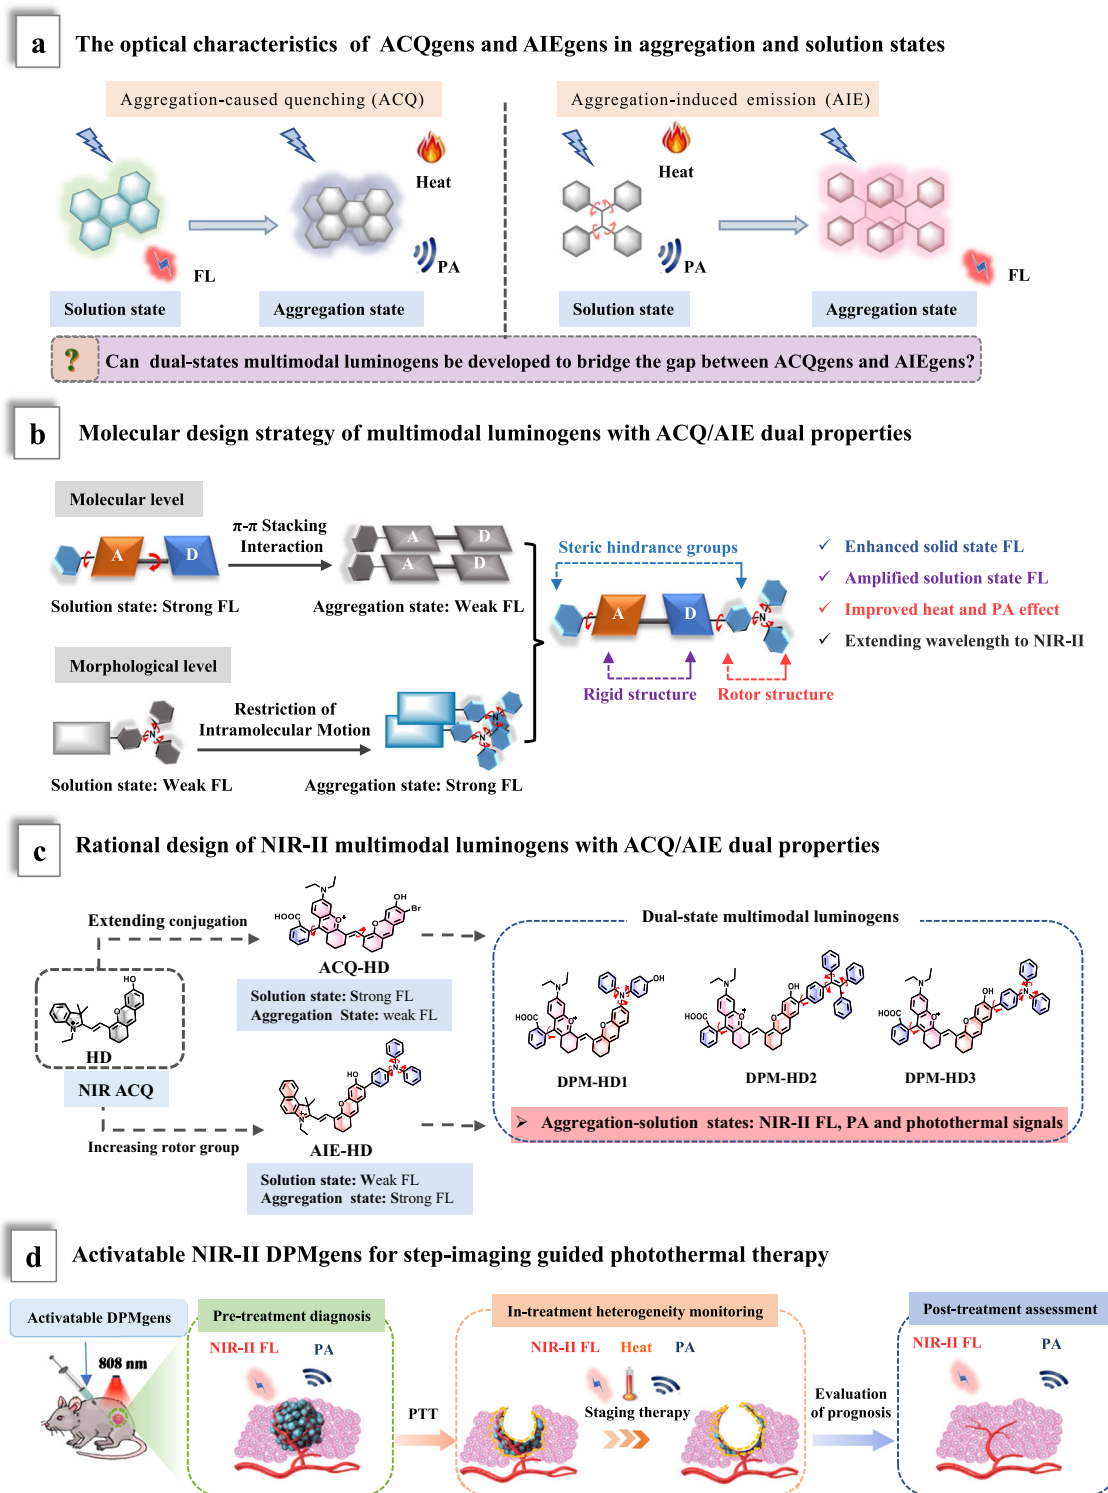 a
The optical characteristics of ACQgens and AIEgens in aggregation and solution states
Aggregation-caused quenching (ACQ)
Aggregation-induced emission (AIE)
Heat
Heat
FL
PA
PA
FL
Solution state
Aggregation state
Solution state
Aggregation state
?
Can dual-states multimodal luminogens be developed to bridge the gap between ACQgens and AIEgens?
b
Molecular design strategy of multimodal luminogens with ACQ/AIE dual properties
Molecular level
π-π Stacking
Interaction
A
D
A
D
A
D
Solution state: Strong FL
Aggregation state: Weak FL
Morphological level
Restriction of
Intramolecular Motion
N
N
N
Solution state: Weak FL
Aggregation state: Strong FL
Steric hindrance groups
A
D
N
Rigid structure
Rotor structure
✓ Enhanced solid state FL
✓ Amplified solution state FL
✓ Improved heat and PA effect
✓ Extending wavelength to NIR-II
c
Rational design of NIR-II multimodal luminogens with ACQ/AIE dual properties
Extending conjugation
N
OH
HOOC
O+
O
Br
ACQ-HD
Solution state: Strong FL
Aggregation State: weak FL
OH
N+
O
HD
NIR ACQ
Increasing rotor group
N
HO
O
N+
AIE-HD
Solution state: Weak FL
Aggregation state: Strong FL
Dual-state multimodal luminogens
N
N
OH
HOOC
O+
O
DPM-HD1
N
OH
HOOC
O+
O
DPM-HD2
N
OH
N
HOOC
O+
O
DPM-HD3
➢ Aggregation-solution states: NIR-II FL, PA and photothermal signals
d
Activatable NIR-II DPMgens for step-imaging guided photothermal therapy
Activatable DPMgens
808 nm
Pre-treatment diagnosis
NIR-II FL
PA
PTT
In-treatment heterogeneity monitoring
NIR-II FL
Heat
PA
Staging therapy
Evaluation
of prognosis
Post-treatment assessment
NIR-II FL
PA